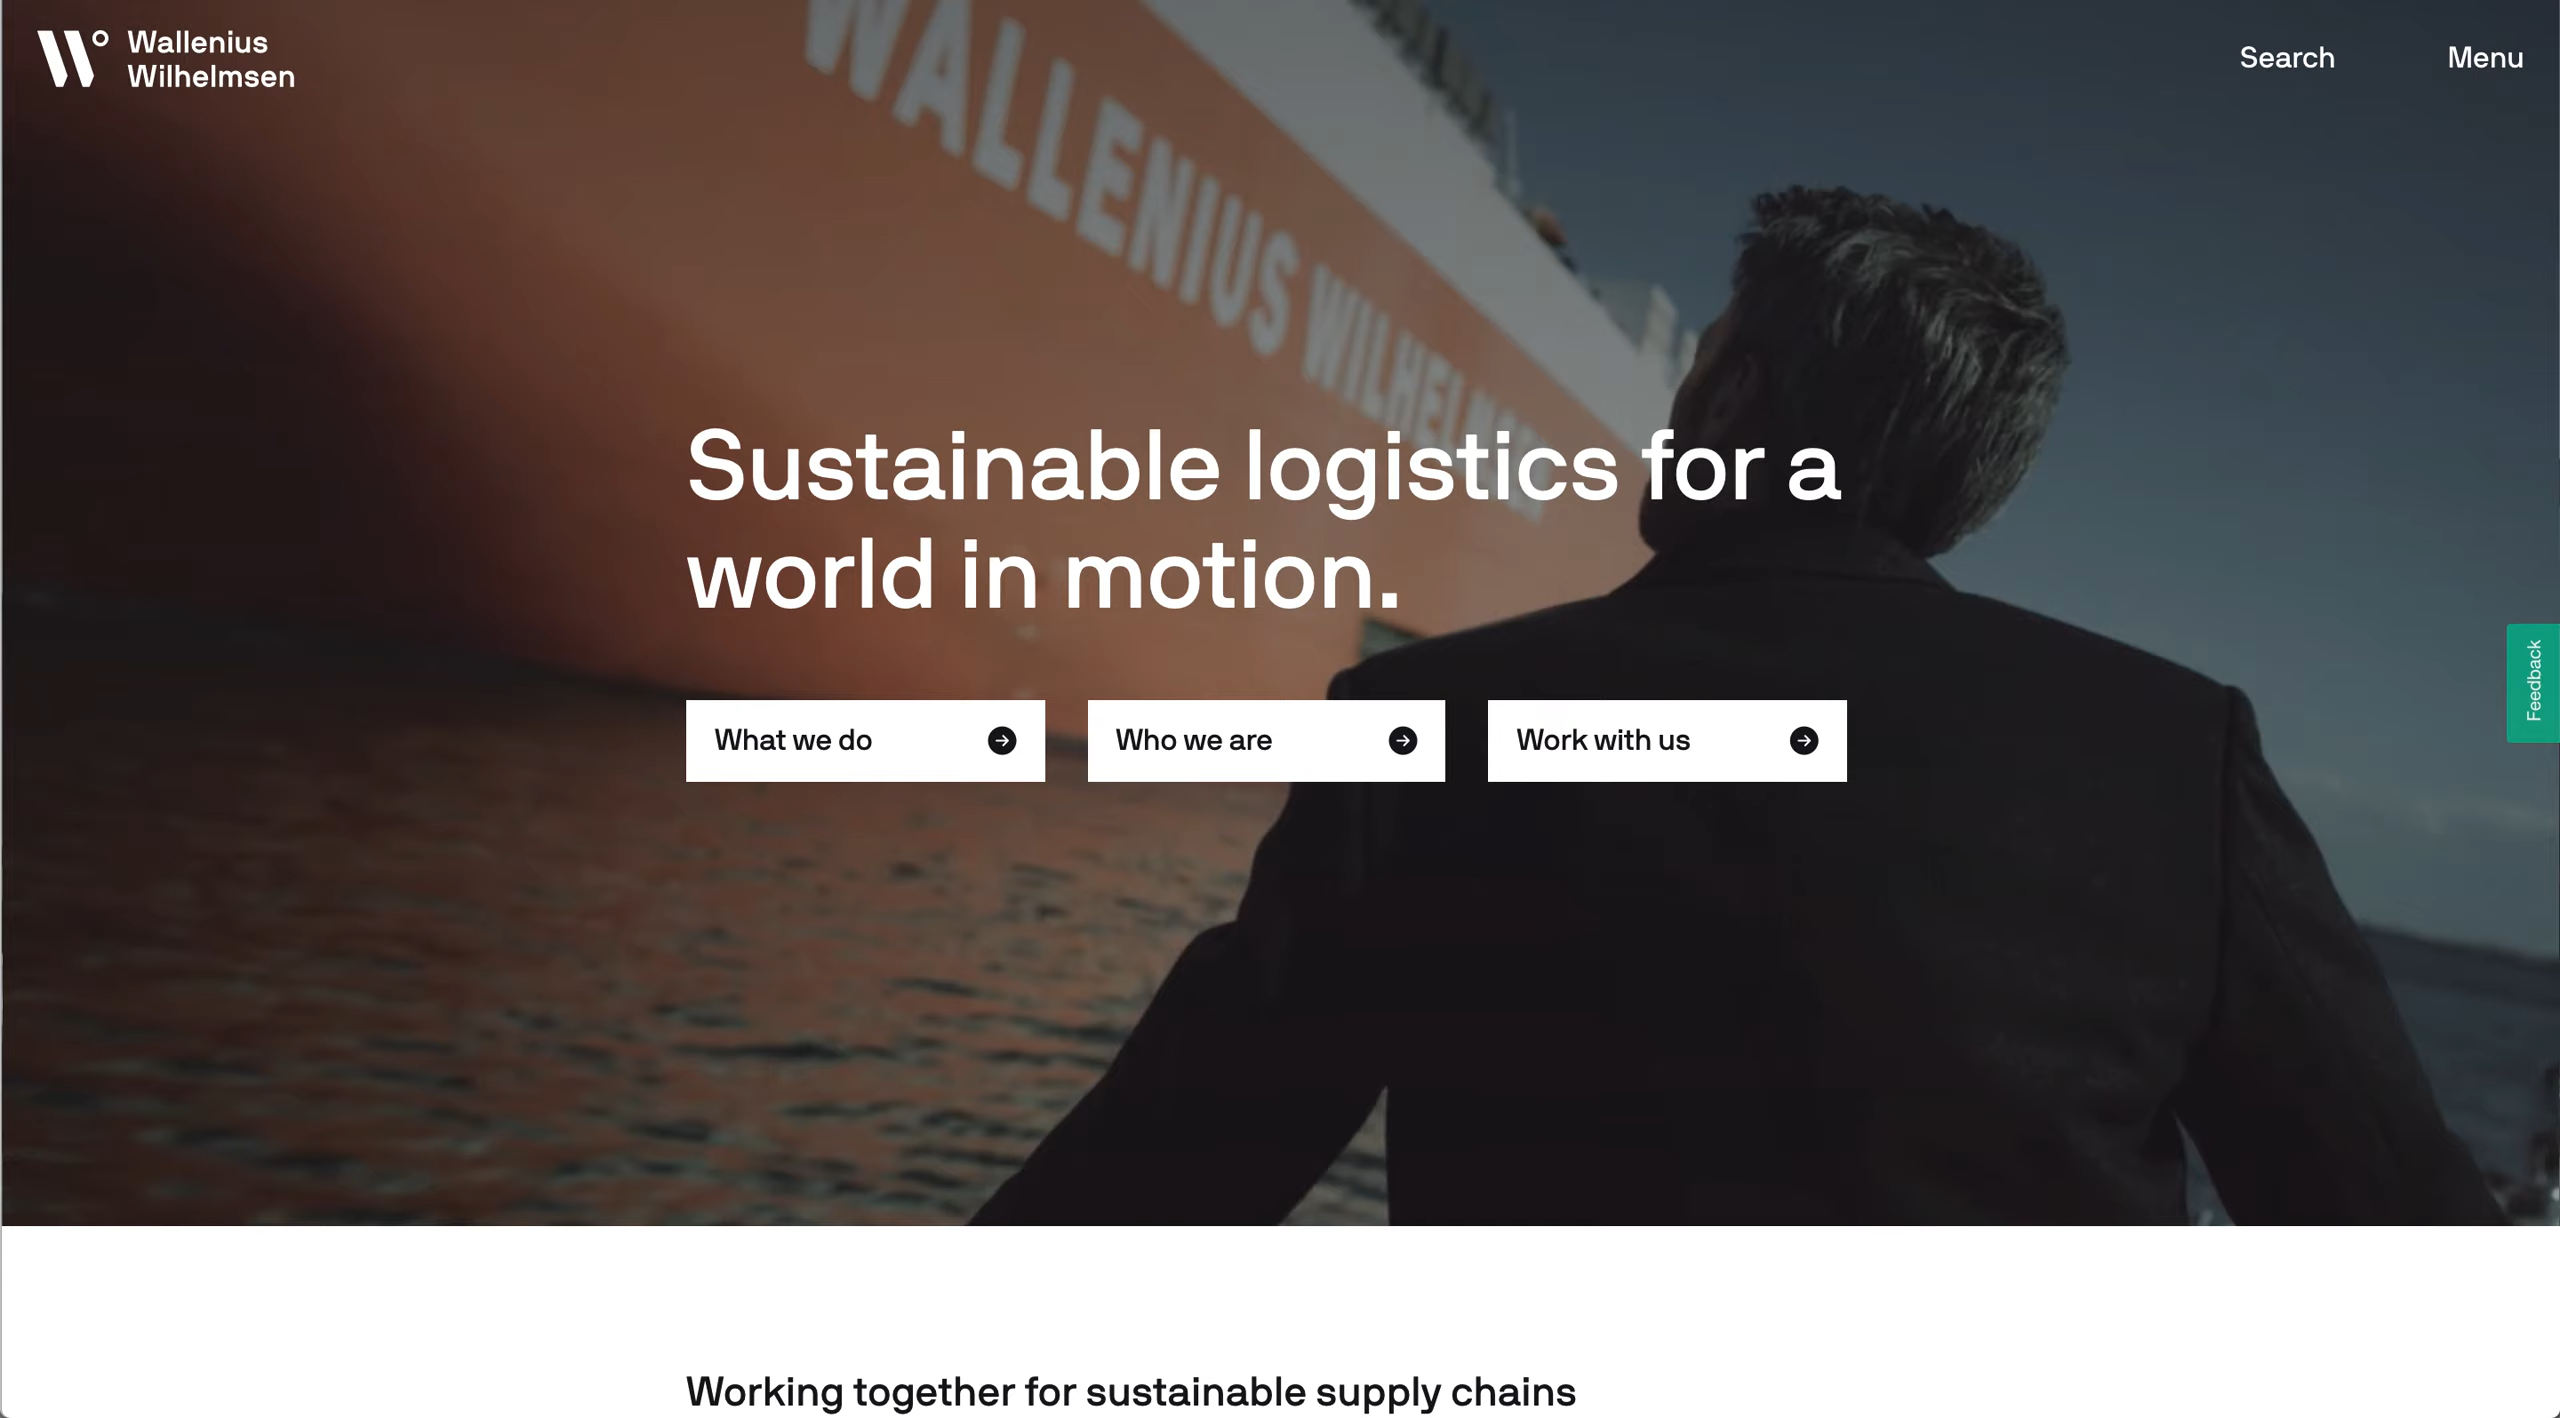 Wallenius
Wilhelmsen
Search
Menu
WALLENIUS WILHELMSEN
Sustainable logistics for a
world in motion.
What we do
Who we are
Work with us
Feedback
Working together for sustainable supply chains